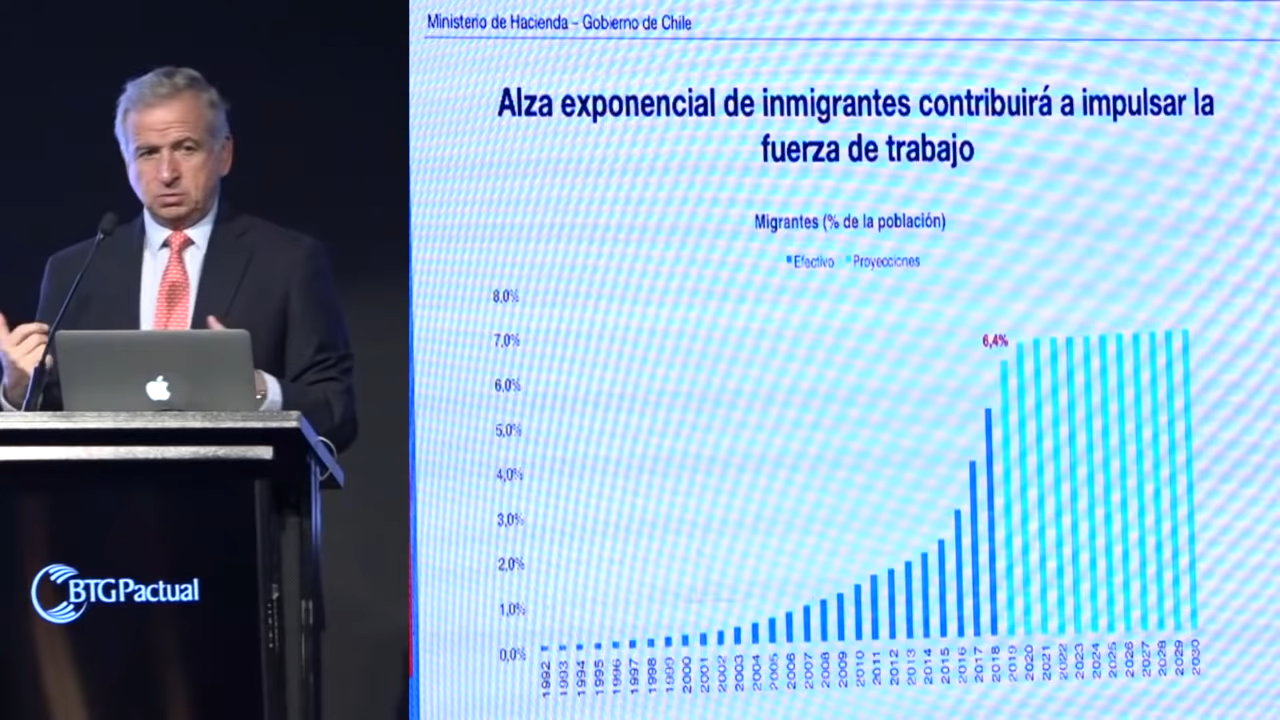 Ministerio de Hacienda – Gobierno de Chile
Alza exponencial de inmigrantes contribuirá a impulsar la
fuerza de trabajo
Migrantes (% de la población)
Efectivo Proyecciones
8,0%
7,0%
6,4%
6,0%
5,0%
4,0%
3,0%
2,0%
1,0%
0,0%
1992 1993 1994 1995 1996 1997 1998 1999 2000 2001 2002 2003 2004 2005 2006 2007 2008 2009 2010 2011 2012 2013 2014 2015 2016 2017 2018 2019 2020 2021 2022 2023 2024 2025 2026 2027 2028 2029 2030
BTGPactual